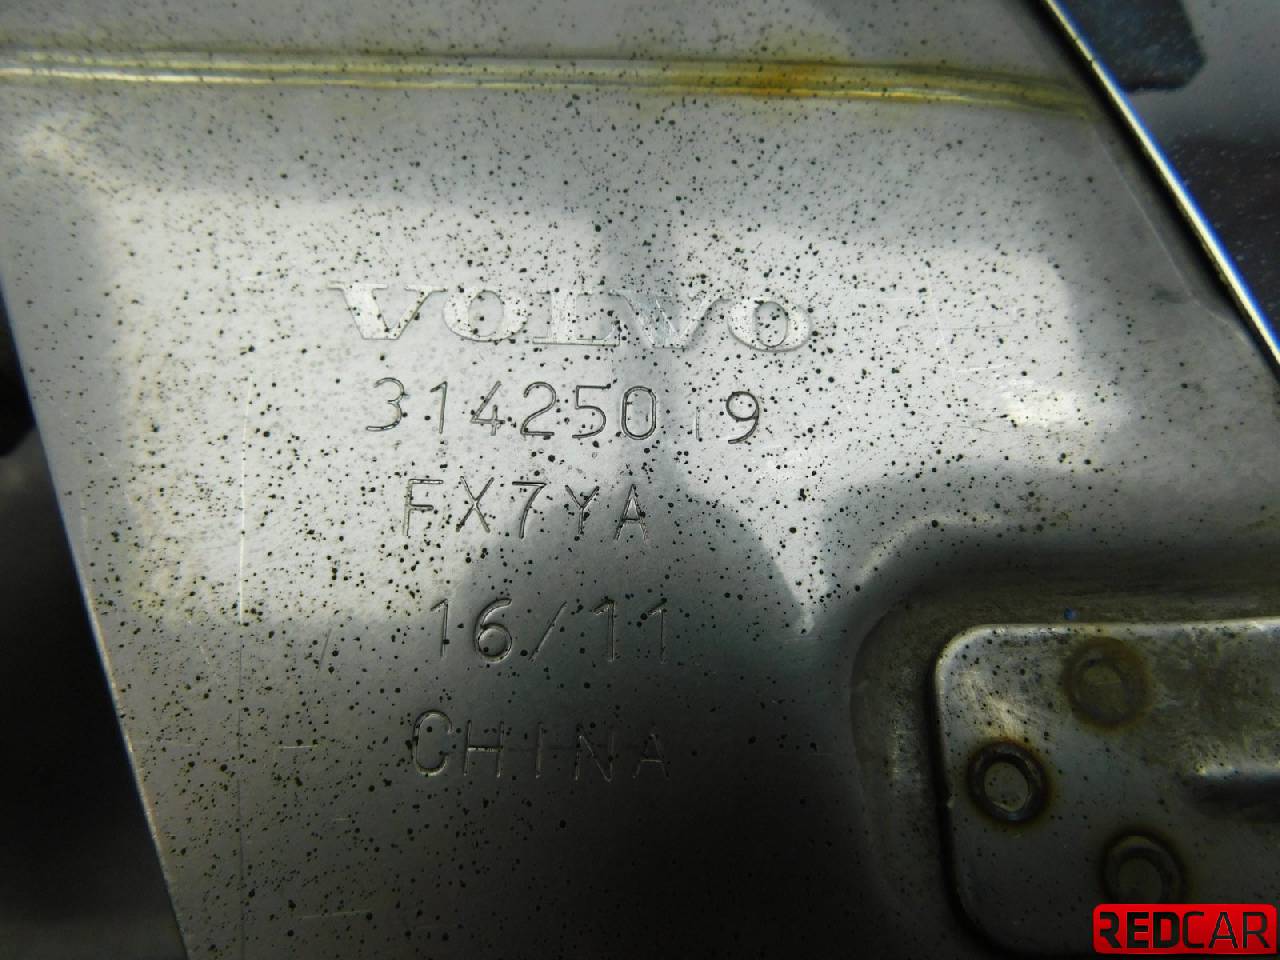 VOLVO
31425019
FX7YA
16/11
CHINA
REDCAR